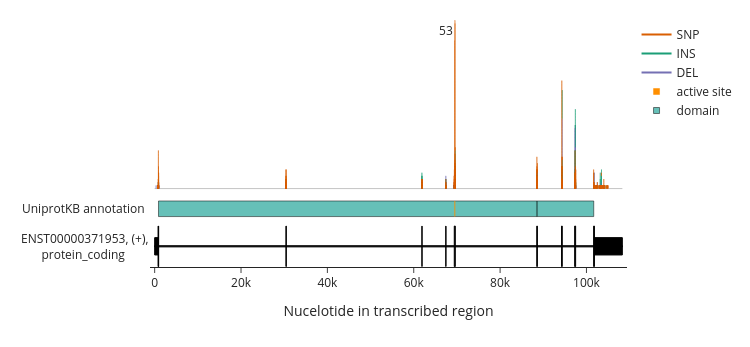 53
SNP
INS
DEL
active site
domain
UniprotKB annotation
ENST00000371953, (+),
protein_coding
0 20k 40k 60k 80k 100k
Nucelotide in transcribed region